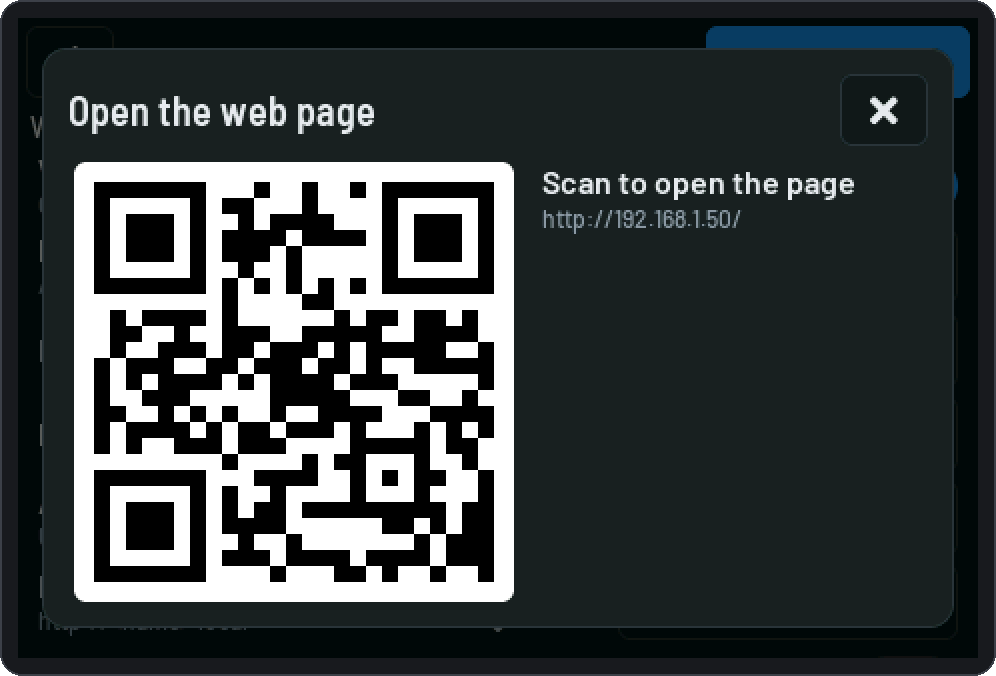 Open the web page
Scan to open the page
http://192.168.1.50/